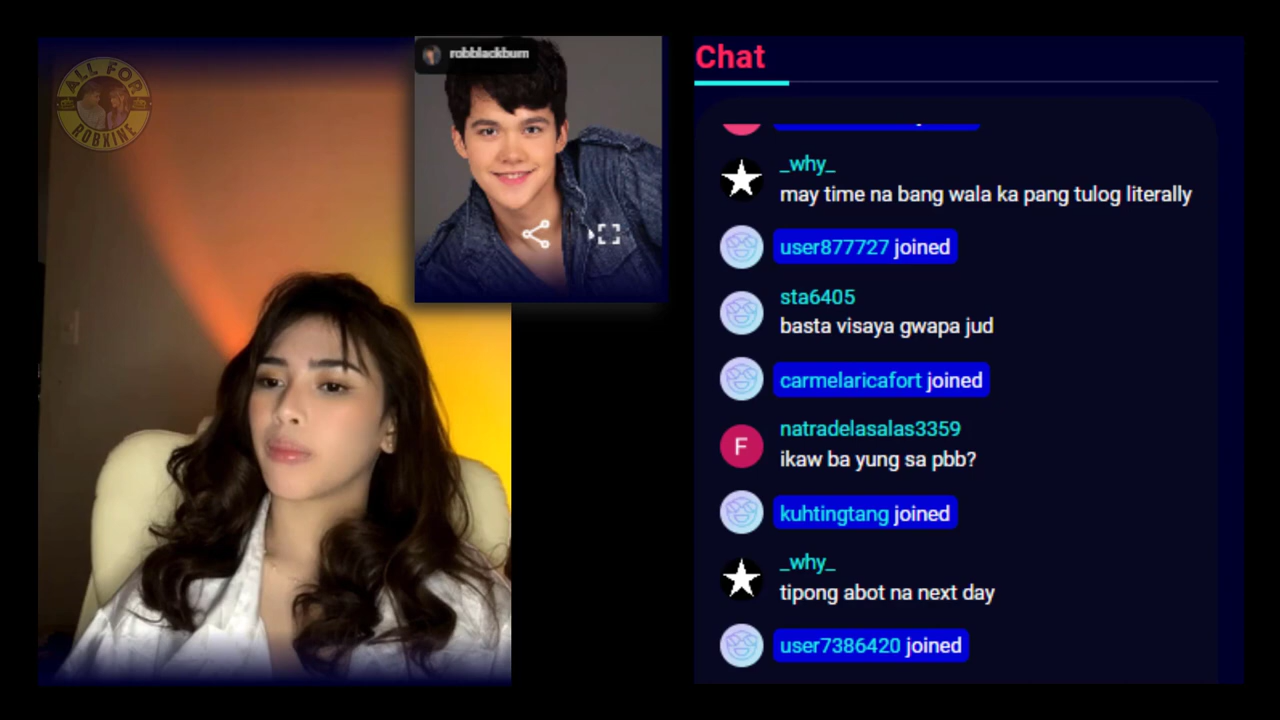 ALL FOR
ROBXINE
robblackburn
Chat
_why_
may time na bang wala ka pang tulog literally
user877727 joined
sta6405
basta visaya gwapa jud
carmelaricafort joined
F
natradelasalas3359
ikaw ba yung sa pbb?
kuhtingtang joined
_why_
tipong abot na next day
user7386420 joined